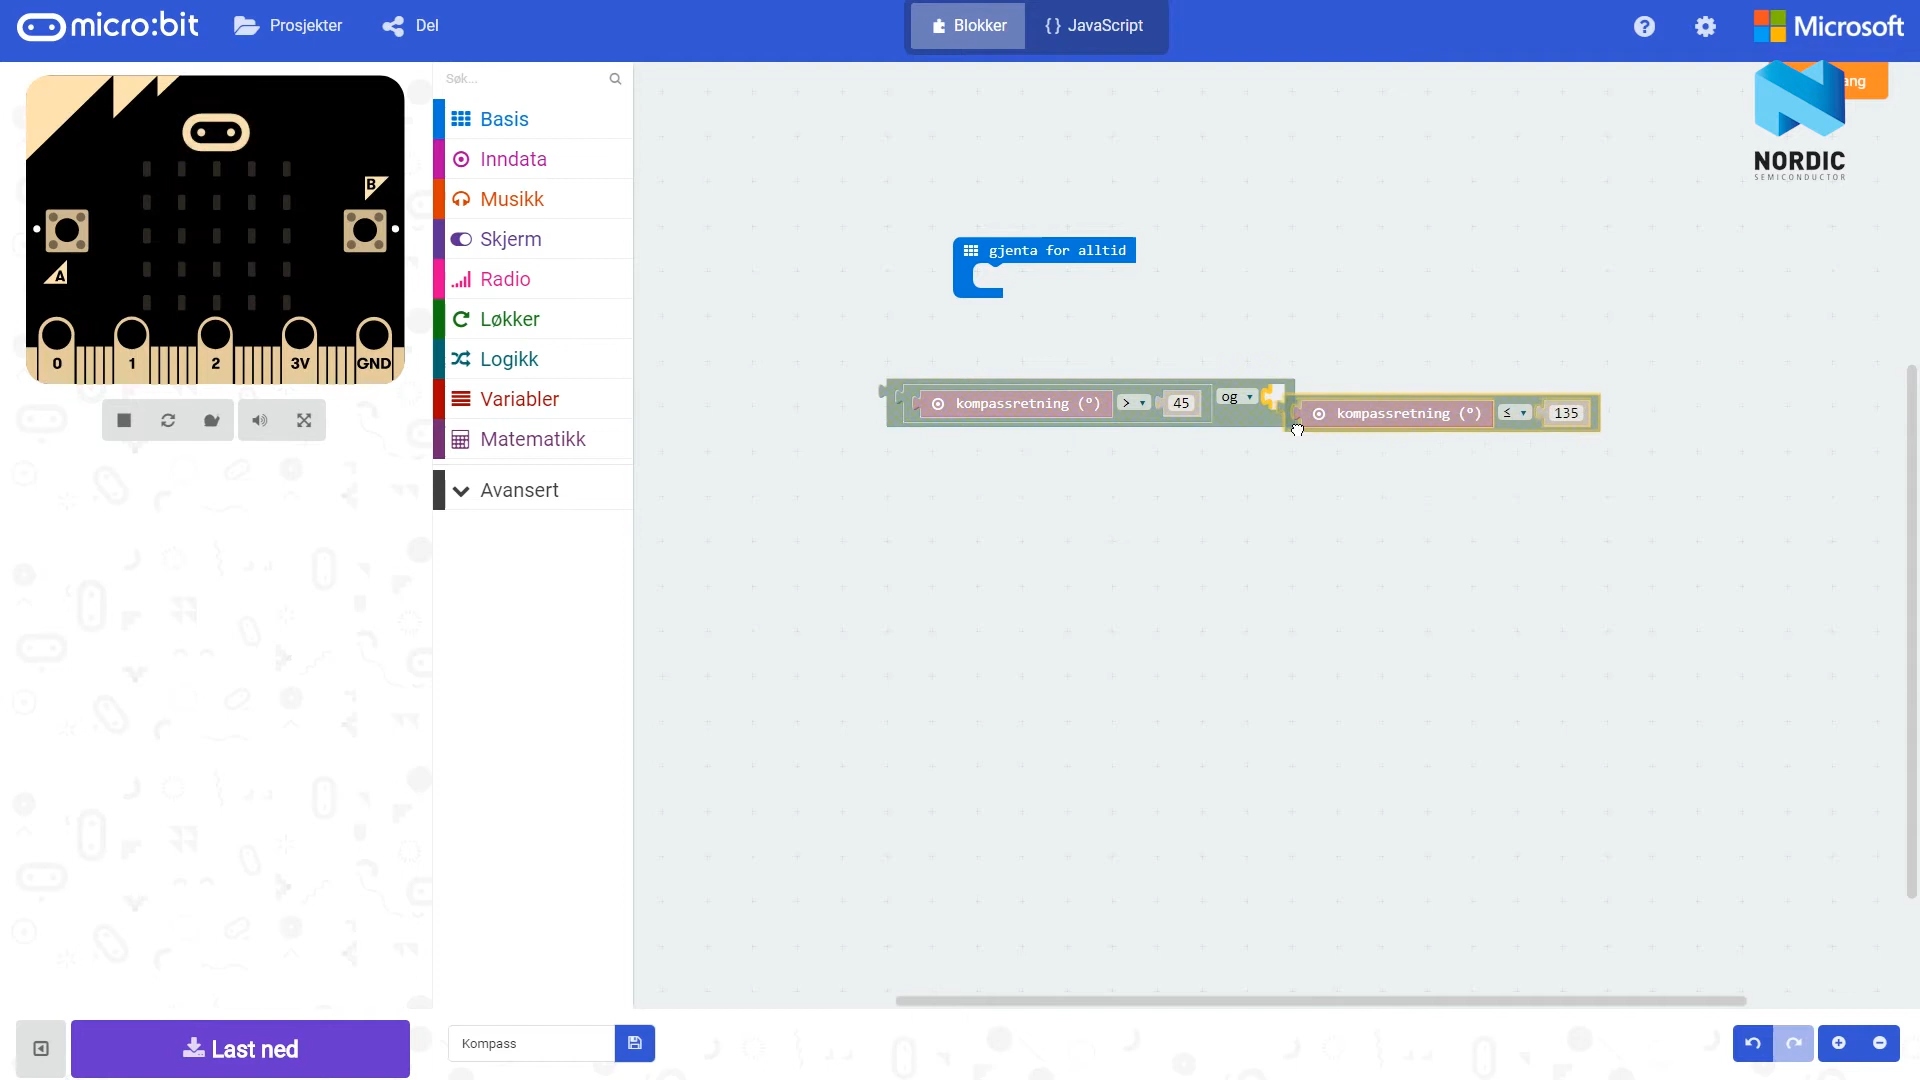 micro:bit
Prosjekter
Del
Blokker
{ } JavaScript
?
Microsoft
ang
NORDIC
SEMICONDUCTOR
B
A
0
1
2
3V
GND
Søk...
Basis
Inndata
Musikk
Skjerm
Radio
Løkker
Logikk
Variabler
Matematikk
Avansert
gjenta for alltid
kompassretning (°) > 45 og
kompassretning (°) ≤ 135
Last ned
Kompass